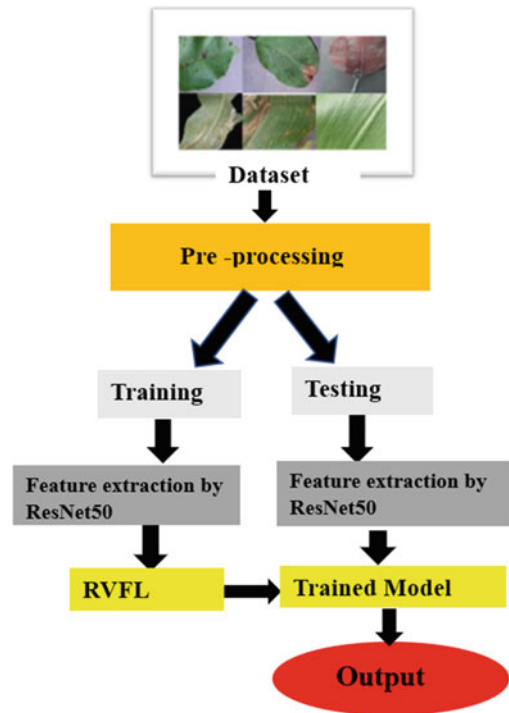 Dataset
Pre -processing
Training
Testing
Feature extraction by
ResNet50
Feature extraction by
ResNet50
RVFL
Trained Model
Output